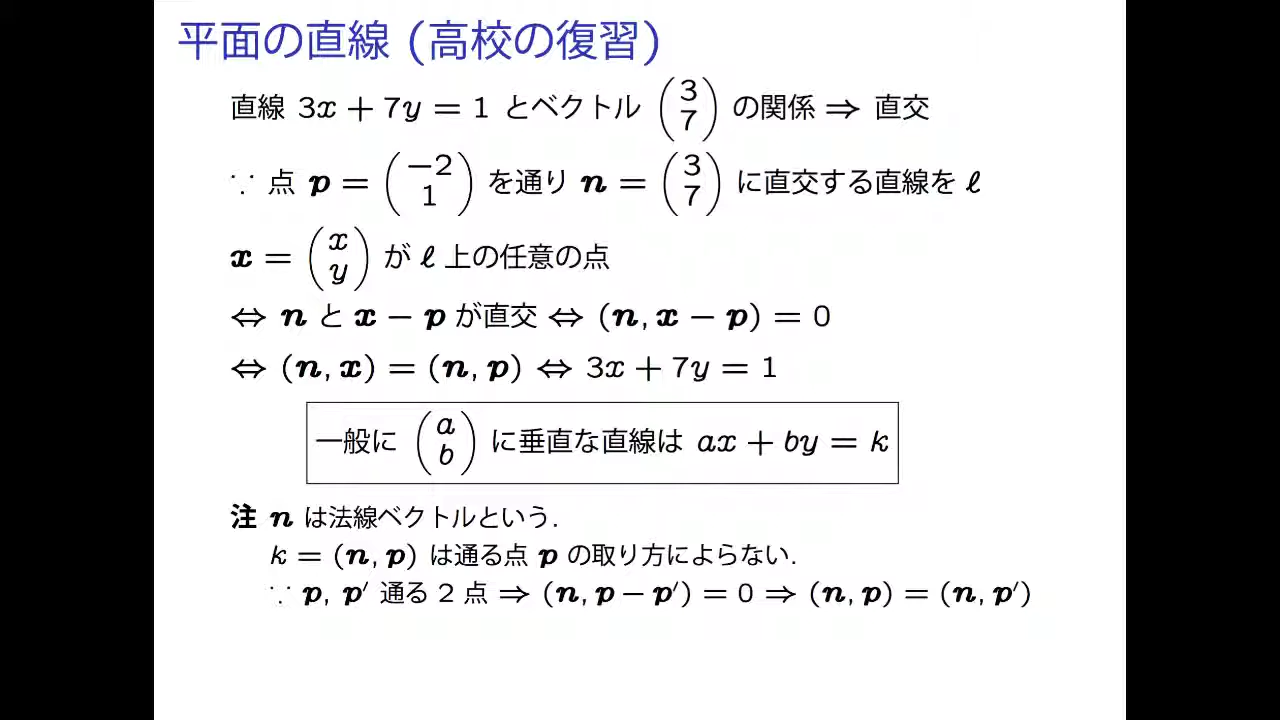 平面の直線 (高校の復習)
直線 3x + 7y = 1 とベクトル (3 7) の関係 ⇒ 直交
∵ 点 p = (−2 1) を通り n = (3 7) に直交する直線を ℓ
x = (x y) が ℓ 上の任意の点
⇔ n と x − p が直交 ⇔ (n, x − p) = 0
⇔ (n, x) = (n, p) ⇔ 3x + 7y = 1
一般に (a b) に垂直な直線は ax + by = k
注 n は法線ベクトルという.
k = (n, p) は通る点 p の取り方によらない.
∵ p, p′ 通る 2 点 ⇒ (n, p − p′) = 0 ⇒ (n, p) = (n, p′)